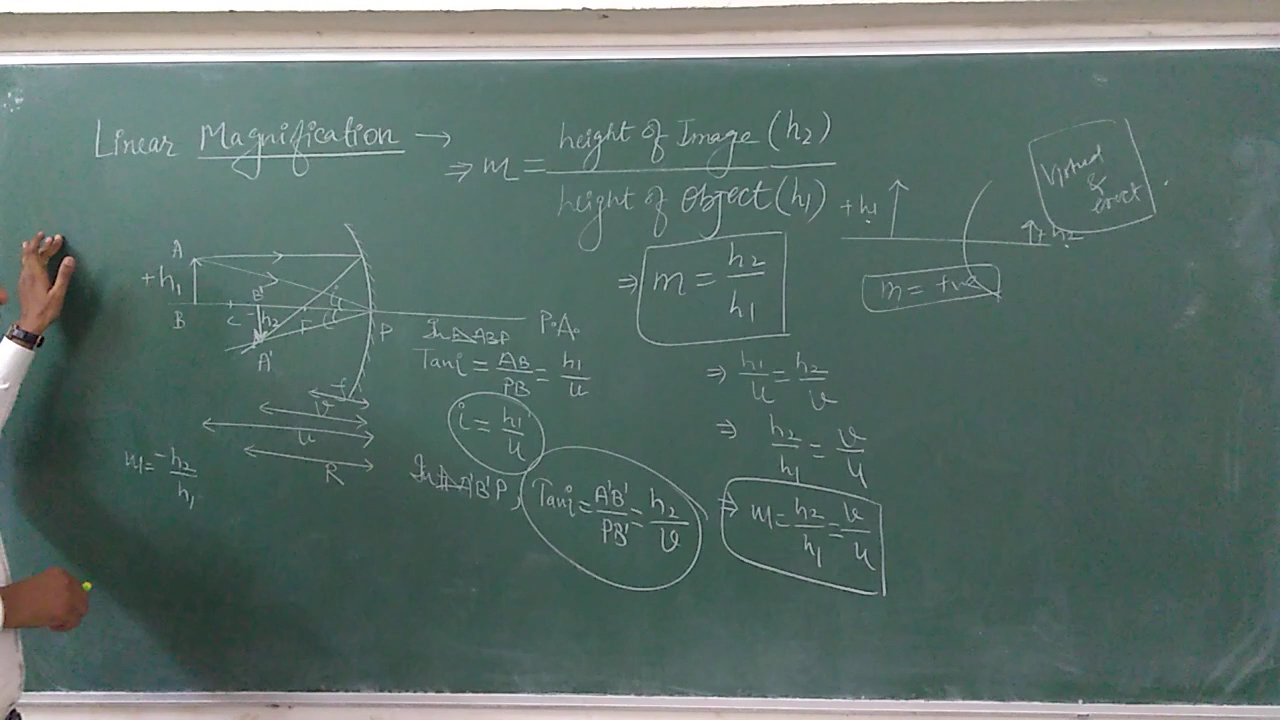 Linear Magnification →
⇒ m = height of Image (h₂) / height of Object (h₁)
Virtual
&
erect
+h₁
+h₂
m = +ve
⇒ m = h₂/h₁
A
+h₁
B
B'
C
-h₂
F
i
i
A'
P
P.A.
f
v
u
R
m = -h₂/h₁
In △ABP
Tan i = AB/PB = h₁/u
i = h₁/u
In △A'B'P,
Tan i = A'B'/PB' = h₂/v
⇒ h₁/u = h₂/v
⇒ h₂/h₁ = v/u
⇒ m = h₂/h₁ = v/u